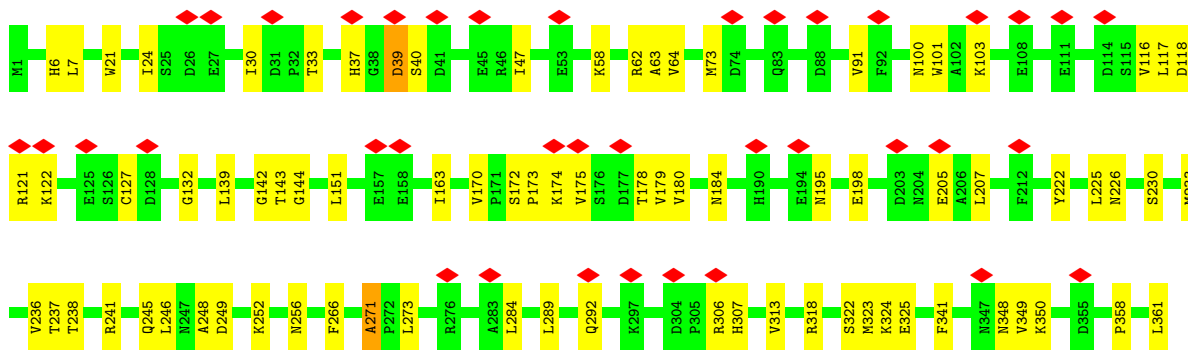 M1 H6 L7 W21 I24 S25 D26 E27 I30 D31 P32 T33 H37 G38 D39 S40 D41 E45 R46 I47 E53 K58 R62 A63 V64 M73 D74 Q83 D88 V91 F92 N100 W101 A102 K103 E108 E111 D114 S115 V116 L117 D118
R121 K122 E125 S126 C127 D128 G132 L139 G142 T143 G144 L151 E157 E158 I163 V170 P171 S172 P173 K174 V175 S176 D177 T178 V179 V180 N184 H190 E194 N195 E198 D203 N204 E205 A206 L207 F212 Y222 L225 N226 S230
V236 T237 T238 R241 Q245 L246 N247 A248 D249 K252 N256 F266 A271 P272 L273 R276 A283 L284 L289 Q292 K297 D304 P305 R306 H307 V313 R318 S322 M323 K324 E325 F341 N347 N348 V349 K350 D355 P358 L361